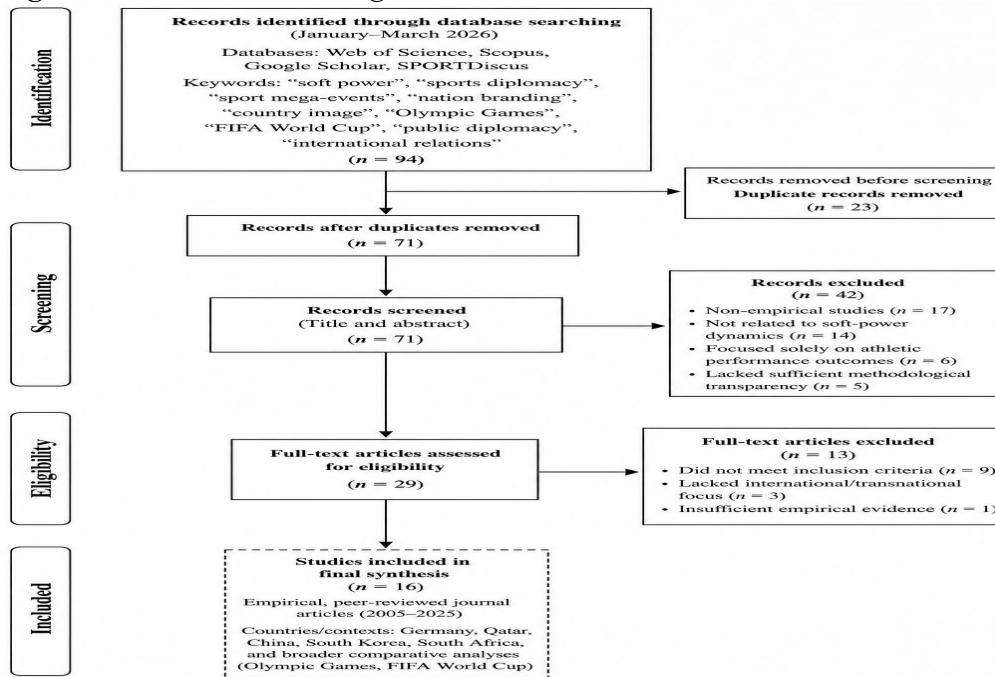 Identification
Records identified through database searching
(January–March 2026)
Databases: Web of Science, Scopus,
Google Scholar, SPORTDiscus
Keywords: “soft power”, “sports diplomacy”,
“sport mega-events”, “nation branding”,
“country image”, “Olympic Games”,
“FIFA World Cup”, “public diplomacy”,
“international relations”
(n = 94)
Records removed before screening
Duplicate records removed
(n = 23)
Screening
Records after duplicates removed
(n = 71)
Records screened
(Title and abstract)
(n = 71)
Records excluded
(n = 42)
• Non-empirical studies (n = 17)
• Not related to soft-power
dynamics (n = 14)
• Focused solely on athletic
performance outcomes (n = 6)
• Lacked sufficient methodological
transparency (n = 5)
Eligibility
Full-text articles assessed
for eligibility
(n = 29)
Full-text articles excluded
(n = 13)
• Did not meet inclusion criteria (n = 9)
• Lacked international/transnational
focus (n = 3)
• Insufficient empirical evidence (n = 1)
Included
Studies included in
final synthesis
(n = 16)
Empirical, peer-reviewed journal
articles (2005–2025)
Countries/contexts: Germany, Qatar,
China, South Korea, South Africa,
and broader comparative analyses
(Olympic Games, FIFA World Cup)